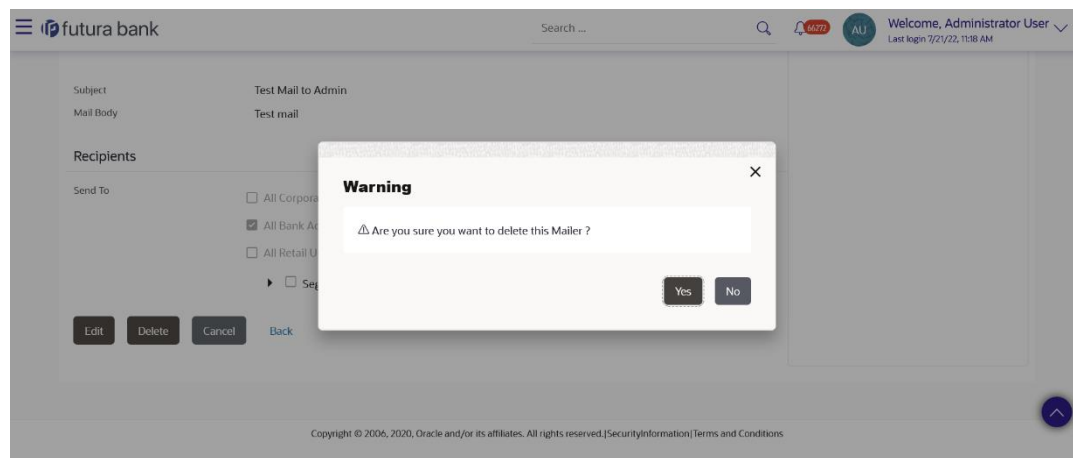 futura bank
Search ...
66272
AU
Welcome, Administrator User
Last login 7/21/22, 11:18 AM
Subject Test Mail to Admin
Mail Body Test mail
Recipients
Send To
All Corpora
All Bank Ad
All Retail U
Seg
Warning
Are you sure you want to delete this Mailer ?
Yes No
Edit Delete Cancel Back
Copyright © 2006, 2020, Oracle and/or its affiliates. All rights reserved.|SecurityInformation|Terms and Conditions